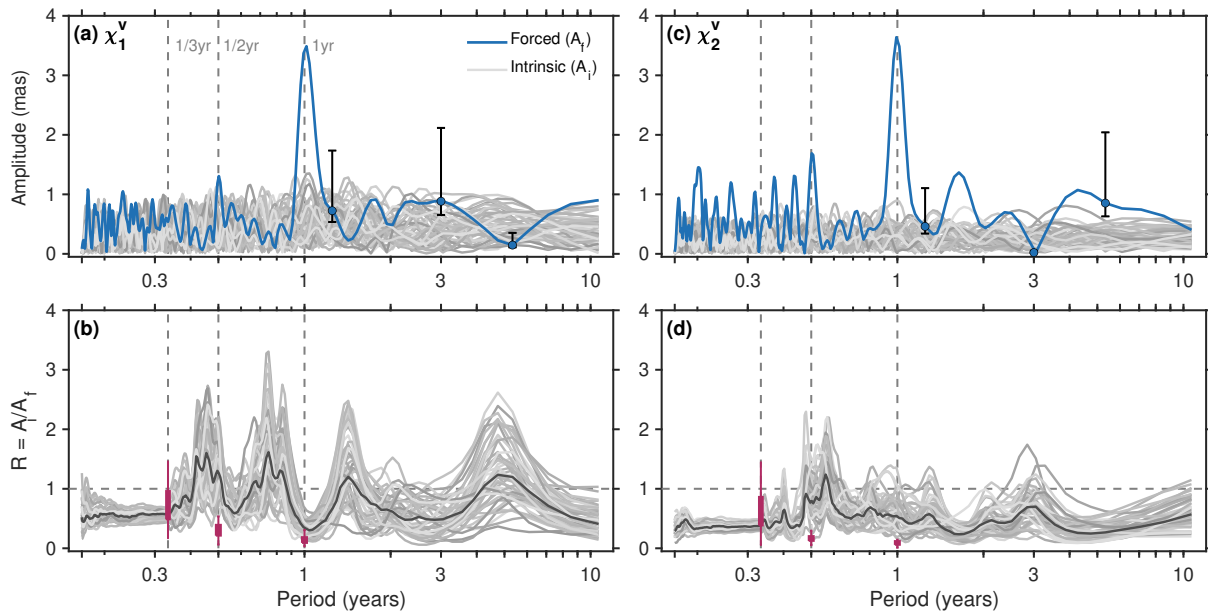 (a) χ₁ᵛ
1/3yr
1/2yr
1yr
Forced (A_f)
Intrinsic (A_i)
Amplitude (mas)
4
3
2
1
0
0.3
1
3
10
(c) χ₂ᵛ
4
3
2
1
0
0.3
1
3
10
(b)
R = A_i/A_f
4
3
2
1
0
0.3
1
3
10
Period (years)
(d)
4
3
2
1
0
0.3
1
3
10
Period (years)